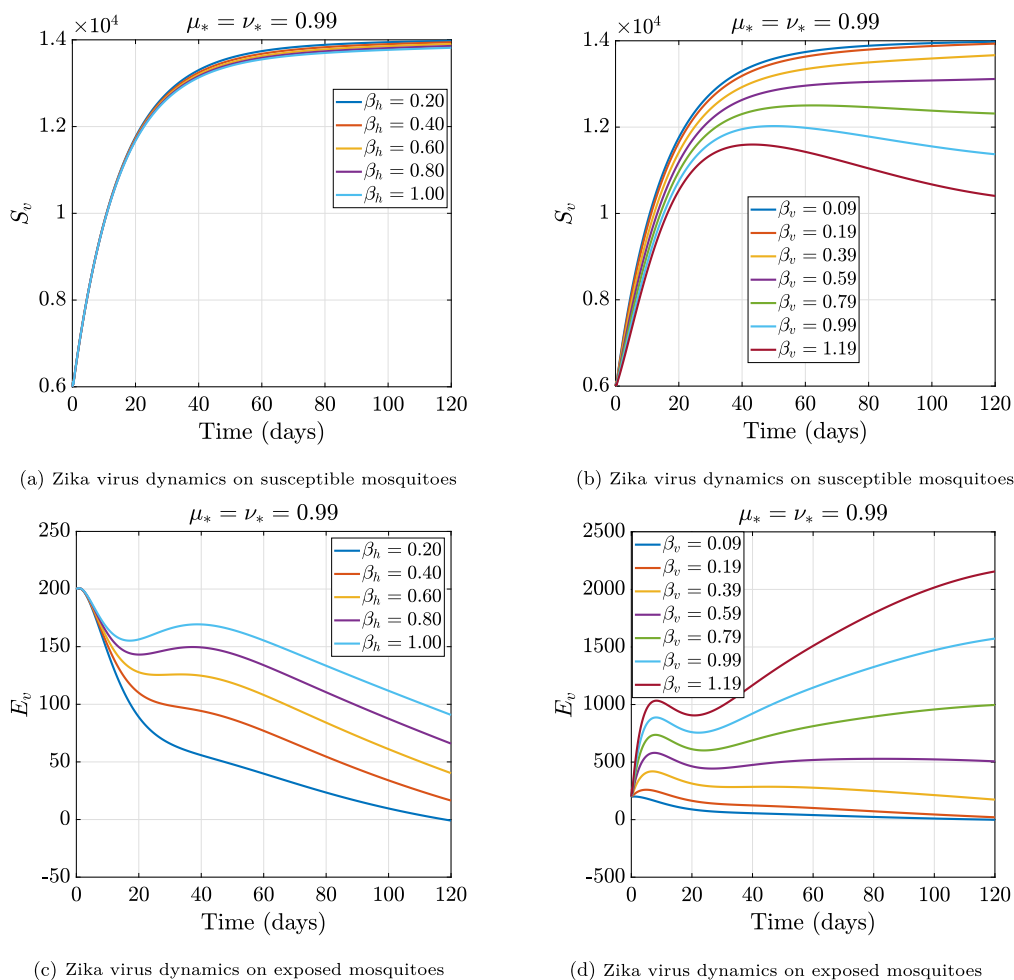 ×10⁴ μ* = ν* = 0.99
1.4
1.2
1
0.8
0.6
S_v
β_h = 0.20
β_h = 0.40
β_h = 0.60
β_h = 0.80
β_h = 1.00
0 20 40 60 80 100 120
Time (days)
(a) Zika virus dynamics on susceptible mosquitoes
×10⁴ μ* = ν* = 0.99
1.4
1.2
1
0.8
0.6
S_v
β_v = 0.09
β_v = 0.19
β_v = 0.39
β_v = 0.59
β_v = 0.79
β_v = 0.99
β_v = 1.19
0 20 40 60 80 100 120
Time (days)
(b) Zika virus dynamics on susceptible mosquitoes
μ* = ν* = 0.99
250
200
150
100
50
0
-50
E_v
β_h = 0.20
β_h = 0.40
β_h = 0.60
β_h = 0.80
β_h = 1.00
0 20 40 60 80 100 120
Time (days)
(c) Zika virus dynamics on exposed mosquitoes
μ* = ν* = 0.99
2500
2000
1500
1000
500
0
-500
E_v
β_v = 0.09
β_v = 0.19
β_v = 0.39
β_v = 0.59
β_v = 0.79
β_v = 0.99
β_v = 1.19
0 20 40 60 80 100 120
Time (days)
(d) Zika virus dynamics on exposed mosquitoes